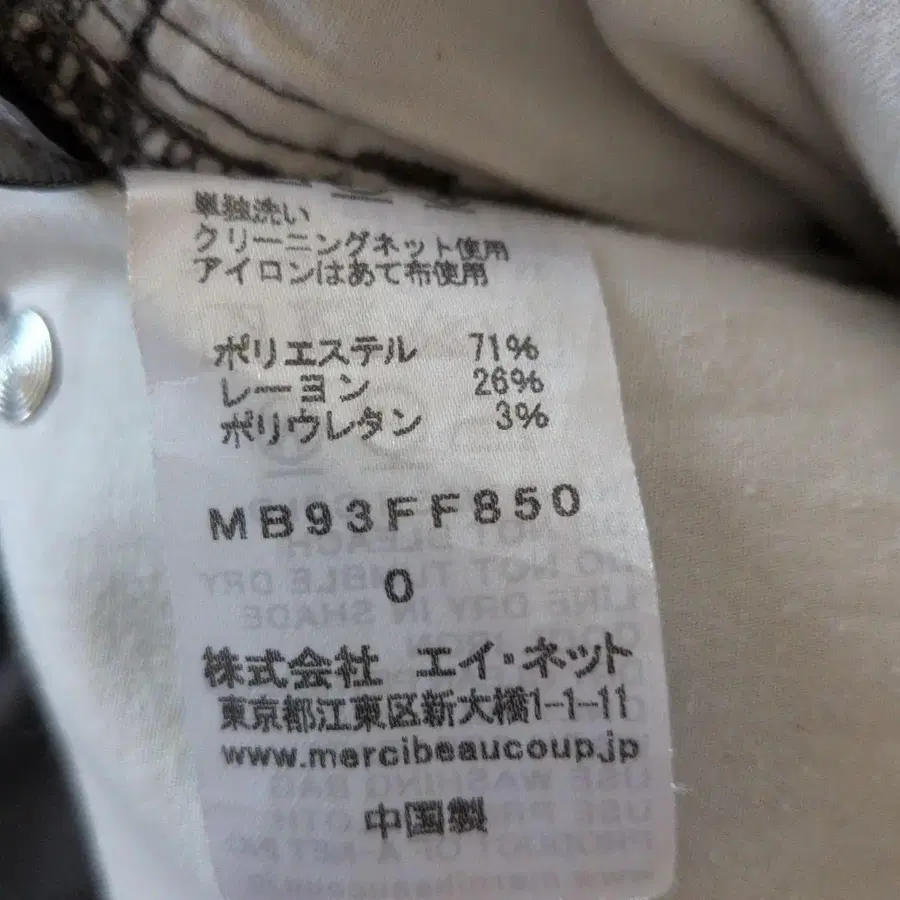 単独洗い
クリーニングネット使用
アイロンはあて布使用
ポリエステル 71%
レーヨン 26%
ポリウレタン 3%
MB93FF850
0
株式会社 エイ・ネット
東京都江東区新大橋1-1-11
www.mercibeaucoup.jp
中国製